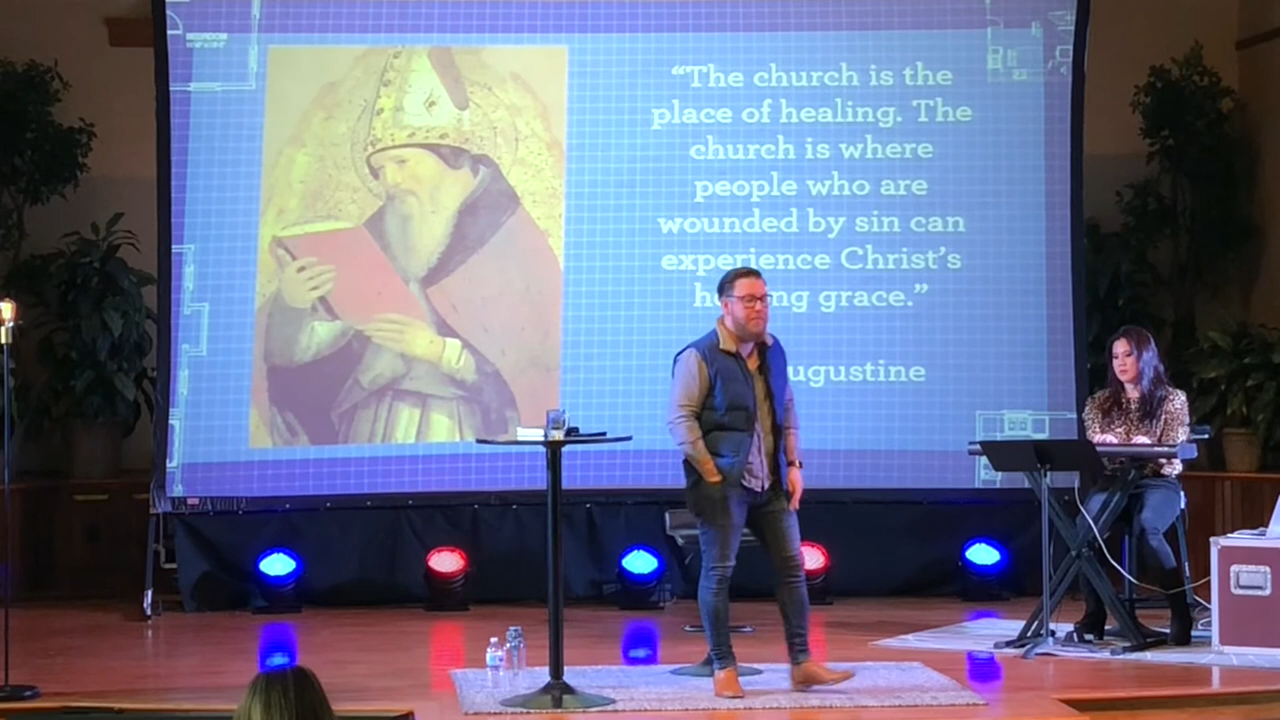 “The church is the
place of healing. The
church is where
people who are
wounded by sin can
experience Christ’s
grace.”